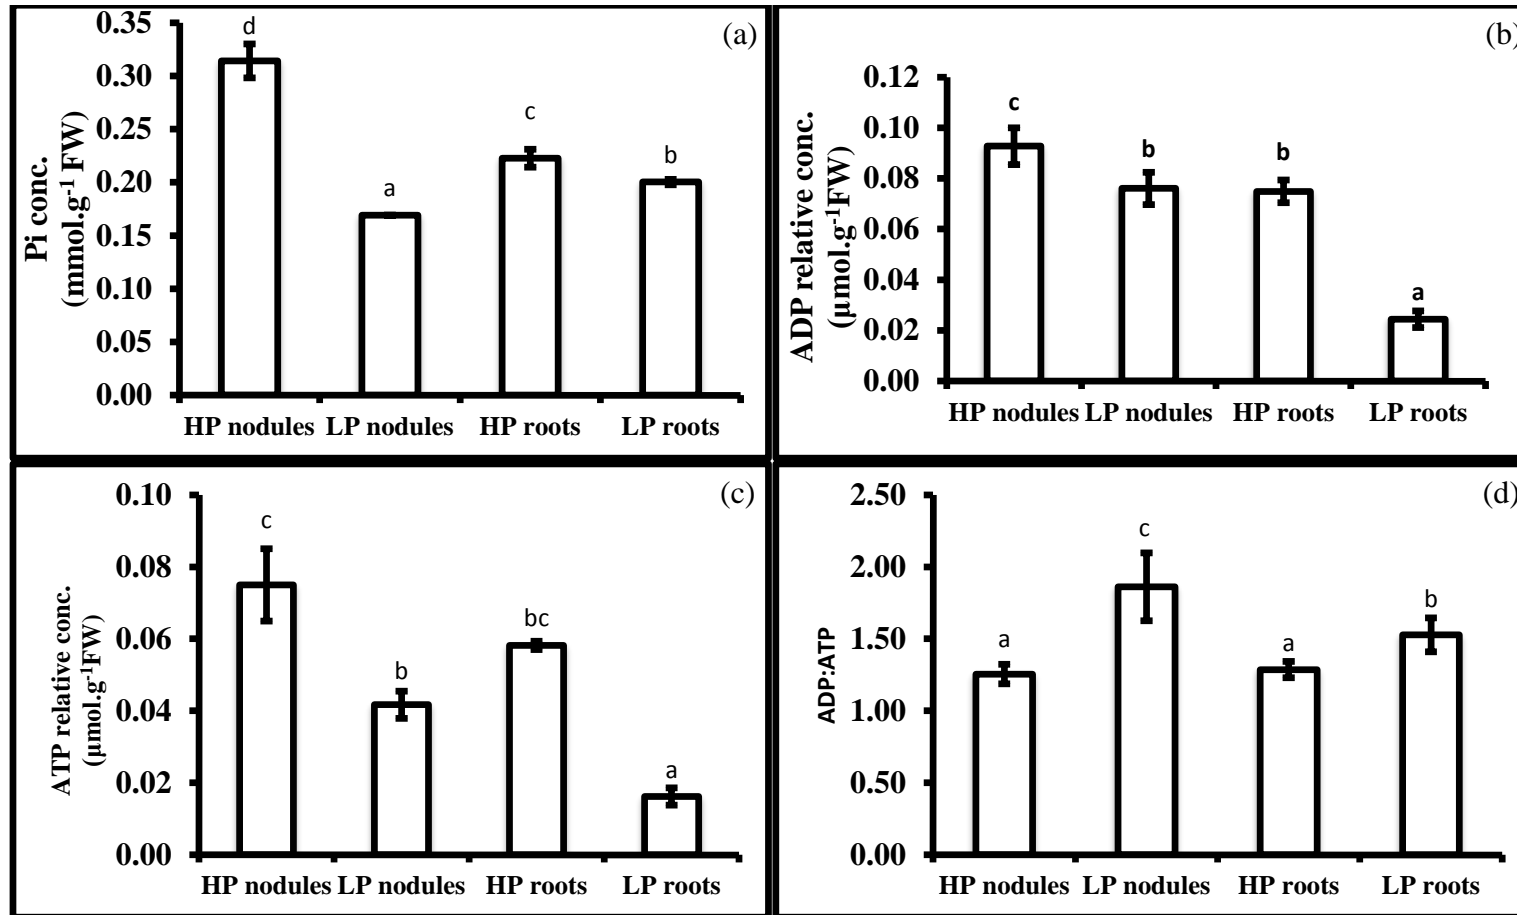 (a)
Pi conc.
(mmol.g-1 FW)
0.35
0.30
0.25
0.20
0.15
0.10
0.05
0.00
d
a
c
b
HP nodules LP nodules HP roots LP roots
(b)
ADP relative conc.
(µmol.g-1FW)
0.12
0.10
0.08
0.06
0.04
0.02
0.00
c
b
b
a
HP nodules LP nodules HP roots LP roots
(c)
ATP relative conc.
(µmol.g-1FW)
0.10
0.08
0.06
0.04
0.02
0.00
c
b
bc
a
HP nodules LP nodules HP roots LP roots
(d)
ADP:ATP
2.50
2.00
1.50
1.00
0.50
0.00
a
c
a
b
HP nodules LP nodules HP roots LP roots